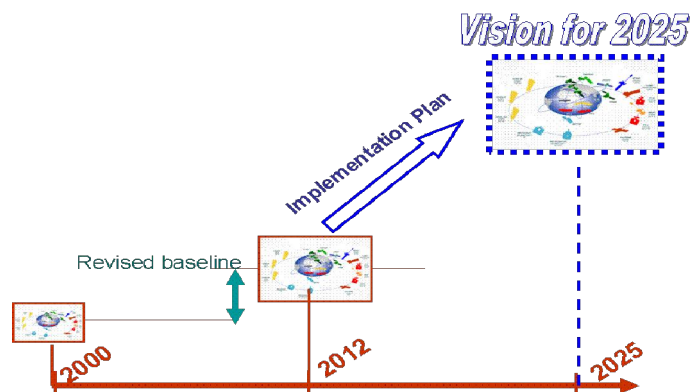 Vision for 2025
Implementation Plan
Revised baseline
2000
2012
2025